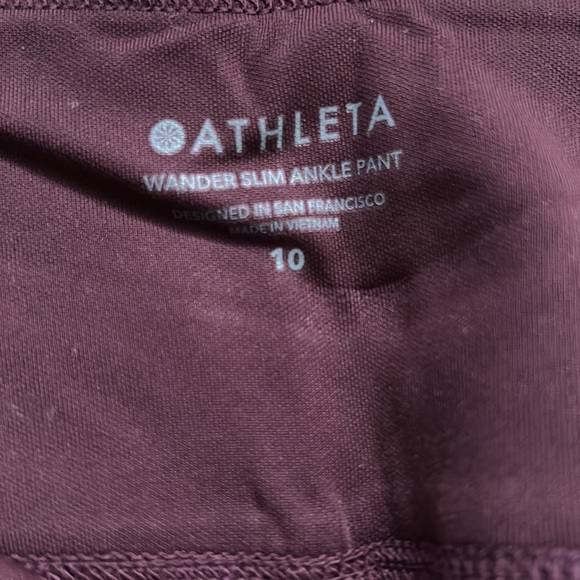 ATHLETA
WANDER SLIM ANKLE PANT
DESIGNED IN SAN FRANCISCO
MADE IN VIETNAM
10